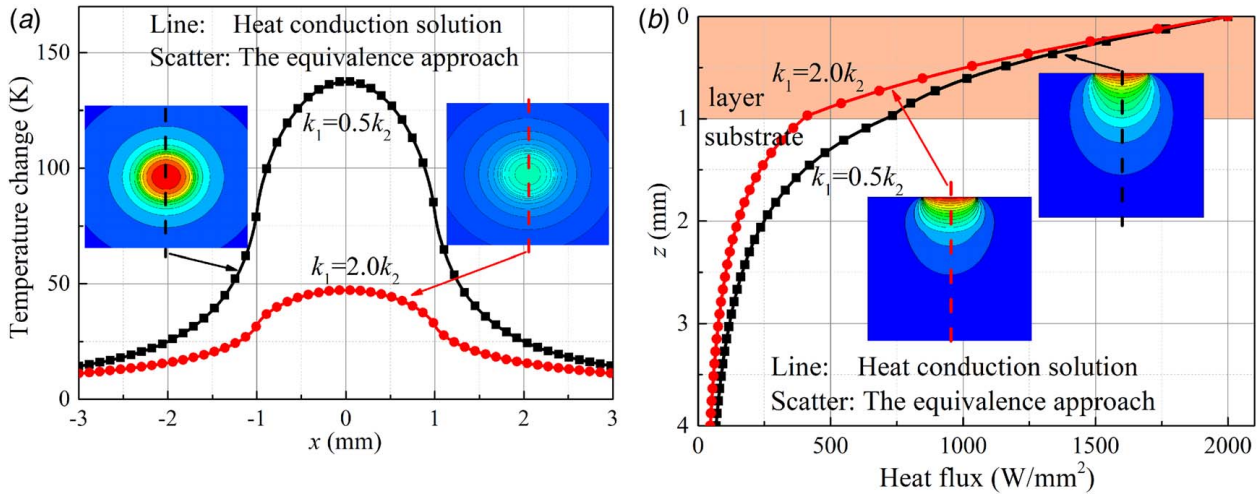 (a)
Line: Heat conduction solution
Scatter: The equivalence approach
k₁=0.5k₂
k₁=2.0k₂
150
100
50
0
Temperature change (K)
-3 -2 -1 0 1 2 3
x (mm)
(b)
0
1
2
3
4
z (mm)
k₁=2.0k₂
layer
substrate
k₁=0.5k₂
Line: Heat conduction solution
Scatter: The equivalence approach
0 500 1000 1500 2000
Heat flux (W/mm²)